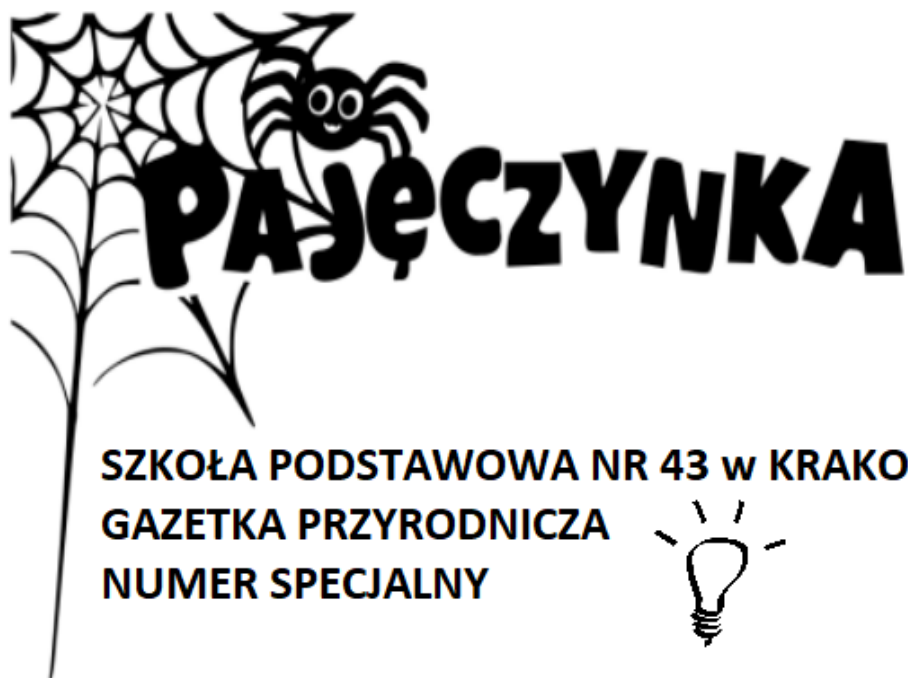 PAJĘCZYNKA
SZKOŁA PODSTAWOWA NR 43 w KRAKO
GAZETKA PRZYRODNICZA
NUMER SPECJALNY